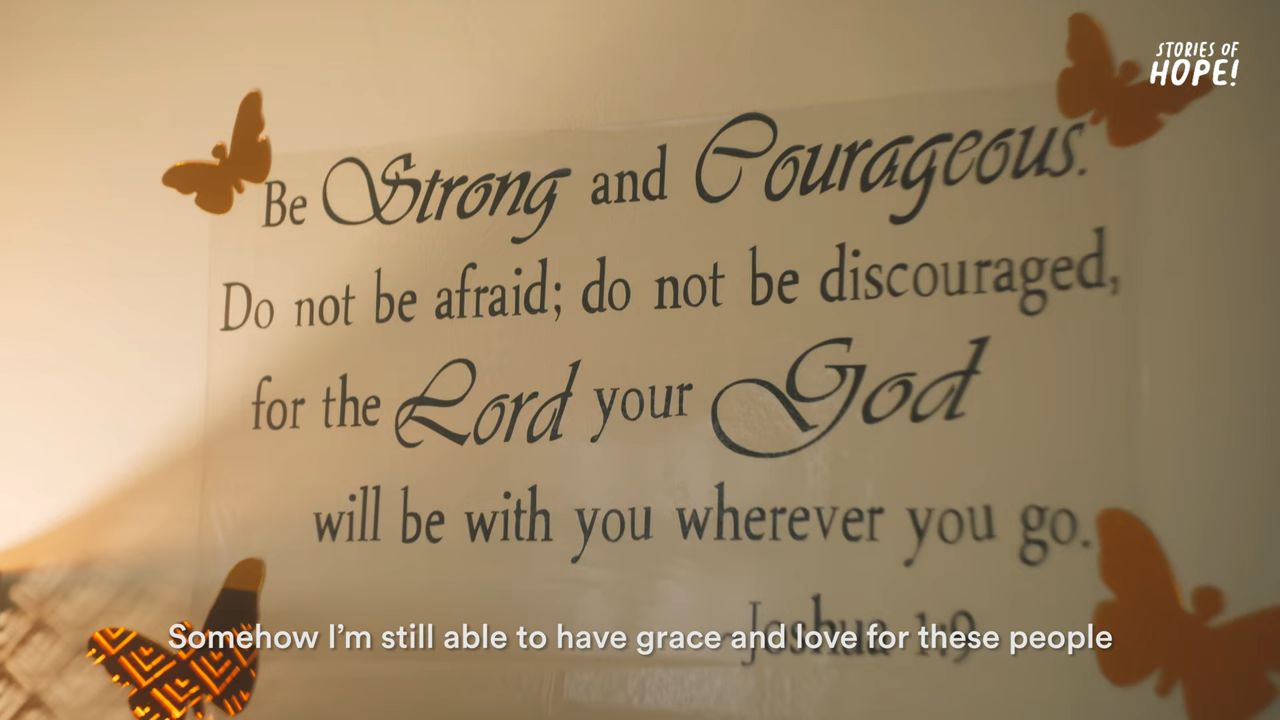 STORIES OF
HOPE!
Be Strong and Courageous.
Do not be afraid; do not be discouraged,
for the Lord your God
will be with you wherever you go.
Joshua 1:9
Somehow I'm still able to have grace and love for these people